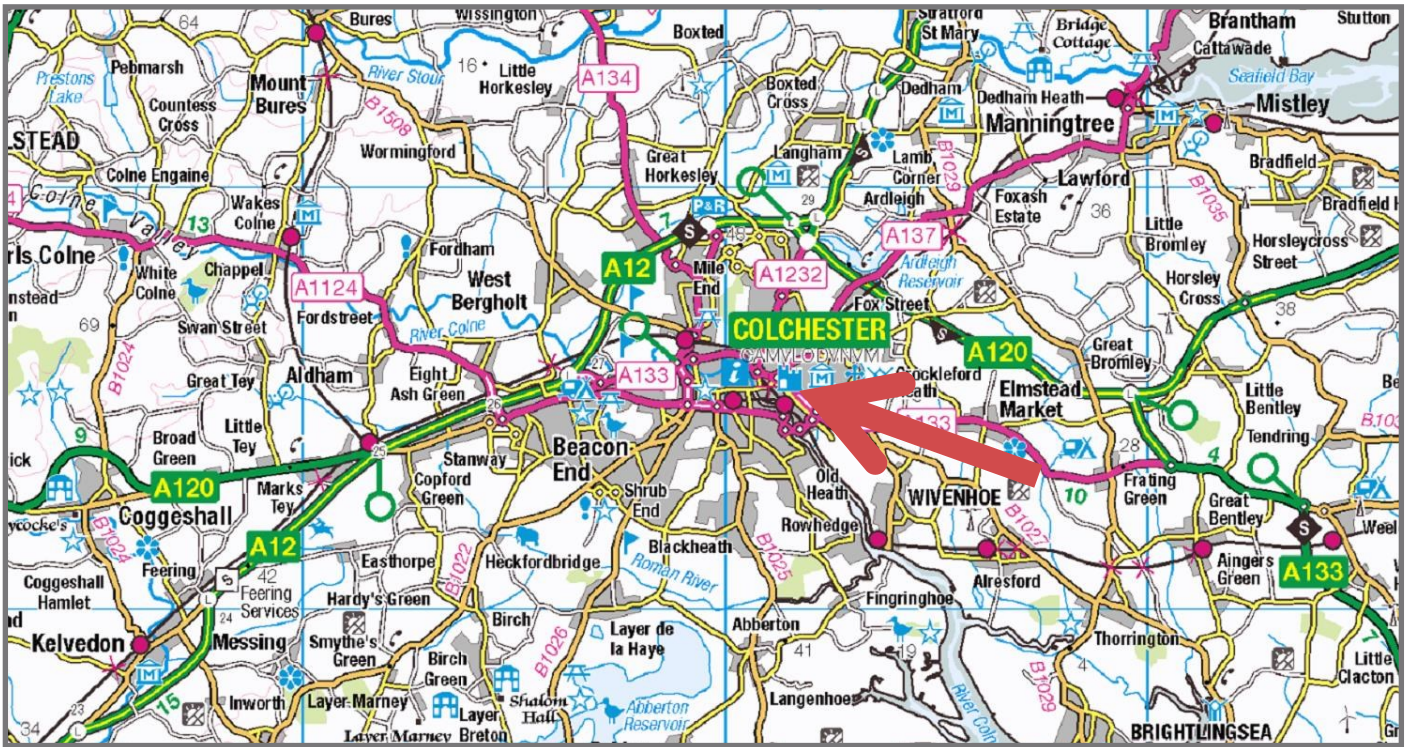 64
Bures
Wissington
Boxted
Stratford
St Mary
Bridge
Cottage
Brantham
Stutton
Cattawade
Prestons
Lake
Pebmarsh
Mount
Bures
River Stour
16
Little
Horkesley
A134
Boxted
Cross
Dedham
Dedham Heath
Seafield Bay
Mistley
Countess
Cross
B1508
Manningtree
LSTEAD
Wormingford
Great
Horkesley
Langham
Lamb
Corner
B1029
Bradfield
Colne Engaine
Lawford
Colne Valley
13
Wakes
Colne
P&R
29
Ardleigh
Foxash
Estate
36
B1035
Bradfield H
7
S
48
A137
Little
Bromley
Horsleycross
Street
rls Colne
White
Colne
Chappel
Fordham
West
Bergholt
A12
Mile
End
A1232
Ardleigh
Reservoir
Horsley
Cross
nstead
n
A1124
Fordstreet
Fox Street
38
69
Swan Street
River Colne
COLCHESTER
CAMVLODVNVM
A120
Great
Bromley
B1024
Great Tey
Aldham
Eight
Ash Green
27
A133
i
Crockleford
Heath
Elmstead
Market
Little
Bentley
Be
26
B103
9
Broad
Green
Little
Tey
133
Tendring
rick
25
Stanway
Beacon
End
28
4
A120
Marks
Tey
Copford
Green
Old
Heath
WIVENHOE
10
Frating
Green
Great
Bentley
Coggeshall
Shrub
End
ycocke's
B1024
A12
Rowhedge
B1027
S
Weel
Feering
Easthorpe
B1022
Heckfordbridge
Blackheath
B1025
Aingers
Green
A133
Coggeshall
Hamlet
S
42
Feering
Services
Roman River
Alresford
24
Hardy's Green
Fingringhoe
Kelvedon
Messing
Smythe's
Green
Birch
B1026
Layer de
la Haye
Abberton
41
19
Thorrington
4
7
Birch
Green
Little
Clacton
15
Inworth
Layer Marney
Shalom
Hall
Abberton
Reservoir
Langenhoe
River Coln
B1029
23
34
Layer Marney
Layer
Breton
BRIGHTLINGSEA
Gr